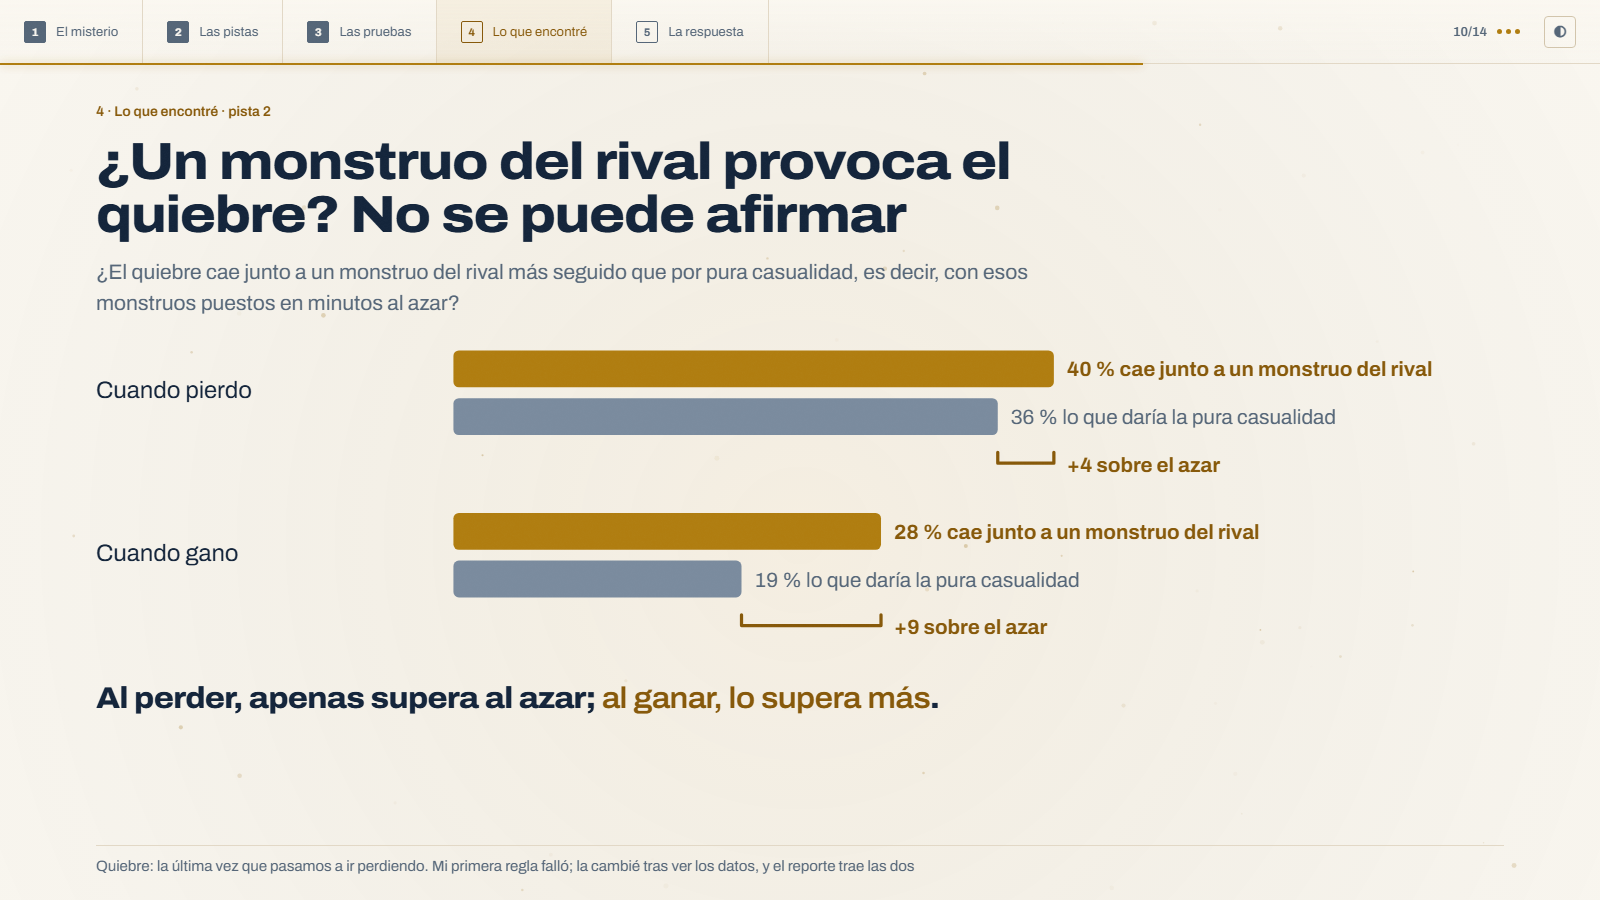 1 El misterio
2 Las pistas
3 Las pruebas
4 Lo que encontré
5 La respuesta
10/14
4 · Lo que encontré · pista 2
¿Un monstruo del rival provoca el
quiebre? No se puede afirmar
¿El quiebre cae junto a un monstruo del rival más seguido que por pura casualidad, es decir, con esos
monstruos puestos en minutos al azar?
Cuando pierdo
40 % cae junto a un monstruo del rival
36 % lo que daría la pura casualidad
+4 sobre el azar
Cuando gano
28 % cae junto a un monstruo del rival
19 % lo que daría la pura casualidad
+9 sobre el azar
Al perder, apenas supera al azar; al ganar, lo supera más.
Quiebre: la última vez que pasamos a ir perdiendo. Mi primera regla falló; la cambié tras ver los datos, y el reporte trae las dos